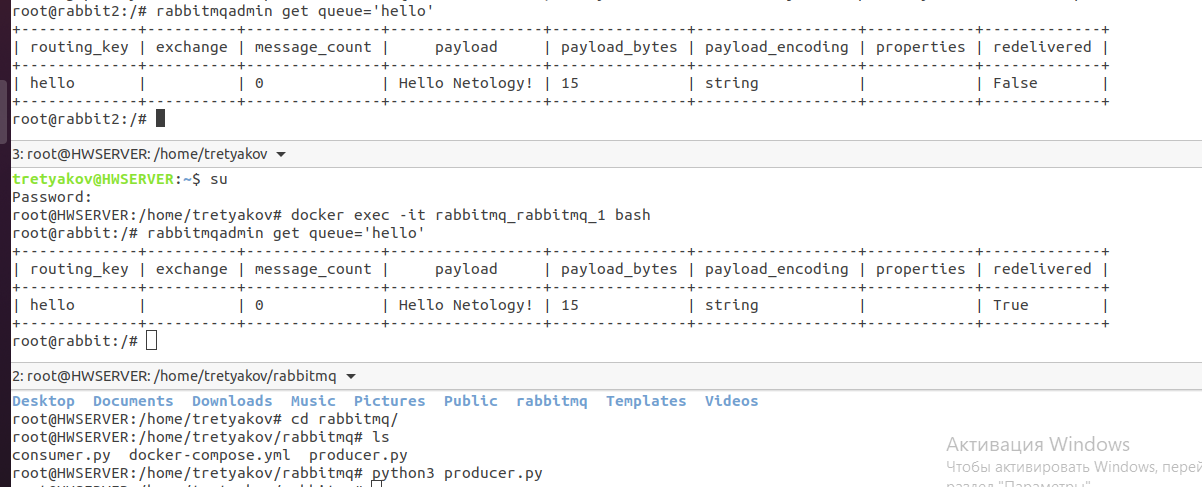 root@rabbit2:/# rabbitmqadmin get queue='hello'
+-------------+----------+---------------+-----------------+---------------+------------------+------------+-------------+
| routing_key | exchange | message_count |     payload     | payload_bytes | payload_encoding | properties | redelivered |
+-------------+----------+---------------+-----------------+---------------+------------------+------------+-------------+
| hello       |          | 0             | Hello Netology! | 15            | string           |            | False       |
+-------------+----------+---------------+-----------------+---------------+------------------+------------+-------------+
root@rabbit2:/#
3: root@HWSERVER: /home/tretyakov
tretyakov@HWSERVER:~$ su
Password:
root@HWSERVER:/home/tretyakov# docker exec -it rabbitmq_rabbitmq_1 bash
root@rabbit:/# rabbitmqadmin get queue='hello'
+-------------+----------+---------------+-----------------+---------------+------------------+------------+-------------+
| routing_key | exchange | message_count |     payload     | payload_bytes | payload_encoding | properties | redelivered |
+-------------+----------+---------------+-----------------+---------------+------------------+------------+-------------+
| hello       |          | 0             | Hello Netology! | 15            | string           |            | True        |
+-------------+----------+---------------+-----------------+---------------+------------------+------------+-------------+
root@rabbit:/#
2: root@HWSERVER: /home/tretyakov/rabbitmq
Desktop  Documents  Downloads  Music  Pictures  Public  rabbitmq  Templates  Videos
root@HWSERVER:/home/tretyakov# cd rabbitmq/
root@HWSERVER:/home/tretyakov/rabbitmq# ls
consumer.py  docker-compose.yml  producer.py
root@HWSERVER:/home/tretyakov/rabbitmq# python3 producer.py
Активация Windows
Чтобы активировать Windows, перей
раздел "Параметры"